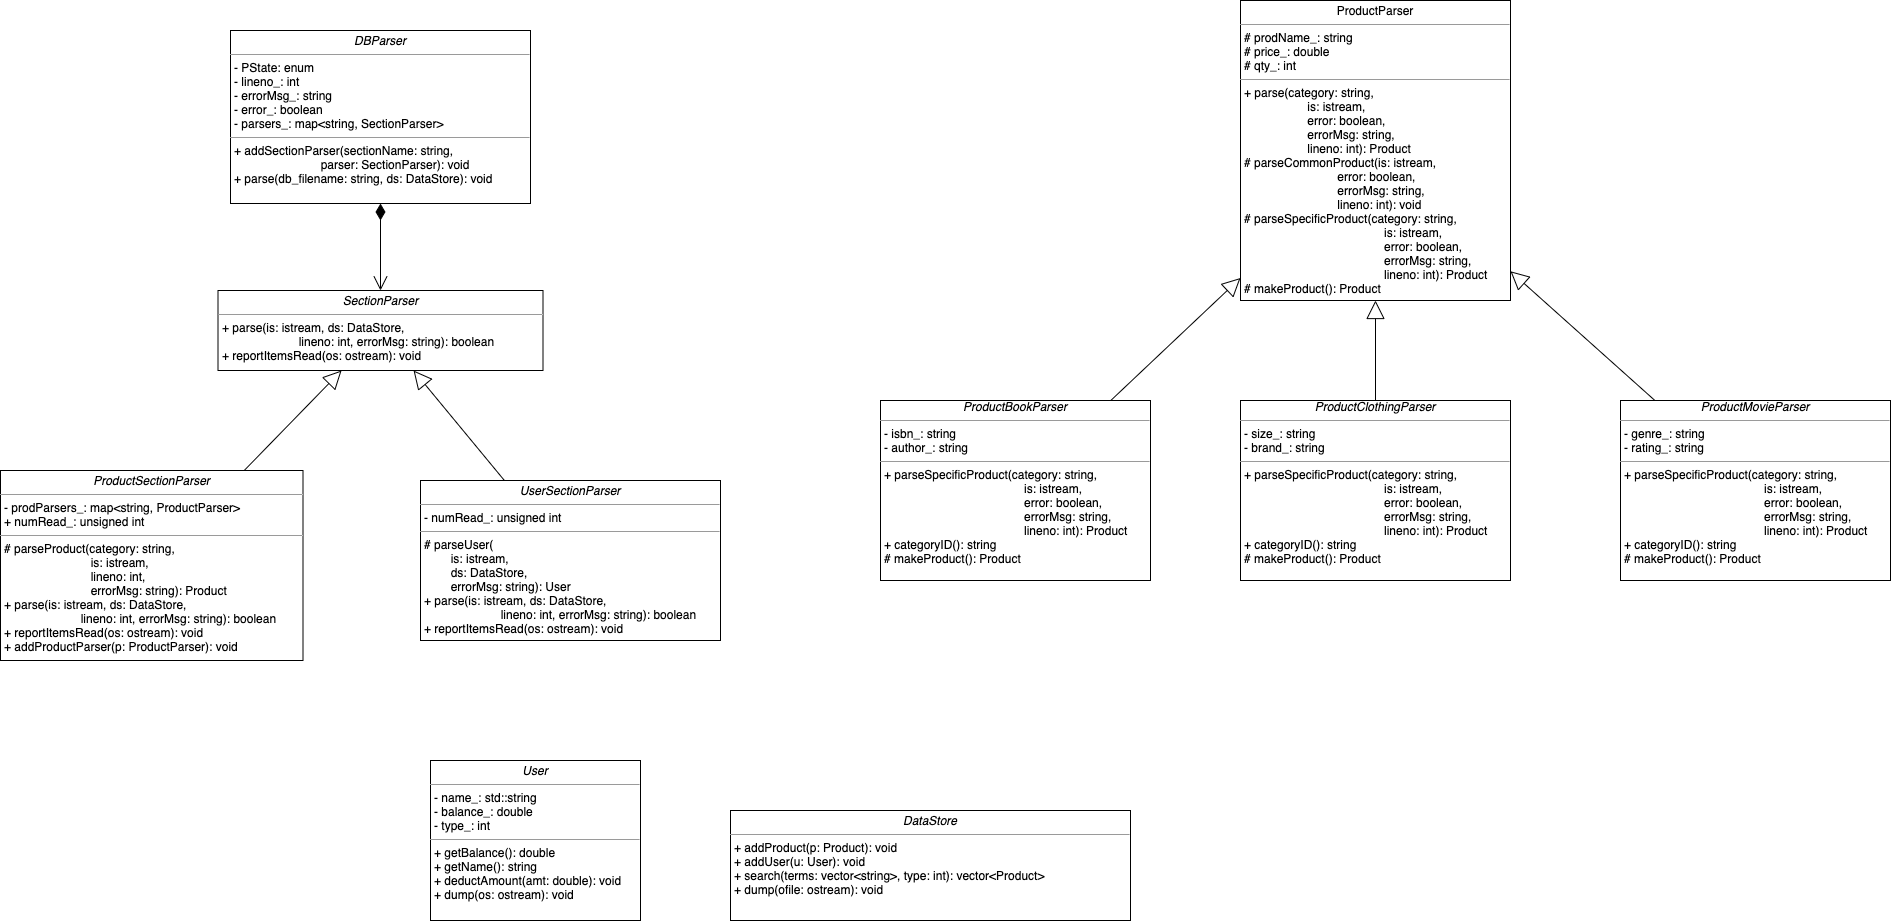 DBParser
- PState: enum
- lineno_: int
- errorMsg_: string
- error_: boolean
- parsers_: map<string, SectionParser>
+ addSectionParser(sectionName: string,
parser: SectionParser): void
+ parse(db_filename: string, ds: DataStore): void
SectionParser
+ parse(is: istream, ds: DataStore,
lineno: int, errorMsg: string): boolean
+ reportItemsRead(os: ostream): void
ProductSectionParser
- prodParsers_: map<string, ProductParser>
+ numRead_: unsigned int
# parseProduct(category: string,
is: istream,
lineno: int,
errorMsg: string): Product
+ parse(is: istream, ds: DataStore,
lineno: int, errorMsg: string): boolean
+ reportItemsRead(os: ostream): void
+ addProductParser(p: ProductParser): void
UserSectionParser
- numRead_: unsigned int
# parseUser(
is: istream,
ds: DataStore,
errorMsg: string): User
+ parse(is: istream, ds: DataStore,
lineno: int, errorMsg: string): boolean
+ reportItemsRead(os: ostream): void
ProductParser
# prodName_: string
# price_: double
# qty_: int
+ parse(category: string,
is: istream,
error: boolean,
errorMsg: string,
lineno: int): Product
# parseCommonProduct(is: istream,
error: boolean,
errorMsg: string,
lineno: int): void
# parseSpecificProduct(category: string,
is: istream,
error: boolean,
errorMsg: string,
lineno: int): Product
# makeProduct(): Product
ProductBookParser
- isbn_: string
- author_: string
+ parseSpecificProduct(category: string,
is: istream,
error: boolean,
errorMsg: string,
lineno: int): Product
+ categoryID(): string
# makeProduct(): Product
ProductClothingParser
- size_: string
- brand_: string
+ parseSpecificProduct(category: string,
is: istream,
error: boolean,
errorMsg: string,
lineno: int): Product
+ categoryID(): string
# makeProduct(): Product
ProductMovieParser
- genre_: string
- rating_: string
+ parseSpecificProduct(category: string,
is: istream,
error: boolean,
errorMsg: string,
lineno: int): Product
+ categoryID(): string
# makeProduct(): Product
User
- name_: std::string
- balance_: double
- type_: int
+ getBalance(): double
+ getName(): string
+ deductAmount(amt: double): void
+ dump(os: ostream): void
DataStore
+ addProduct(p: Product): void
+ addUser(u: User): void
+ search(terms: vector<string>, type: int): vector<Product>
+ dump(ofile: ostream): void